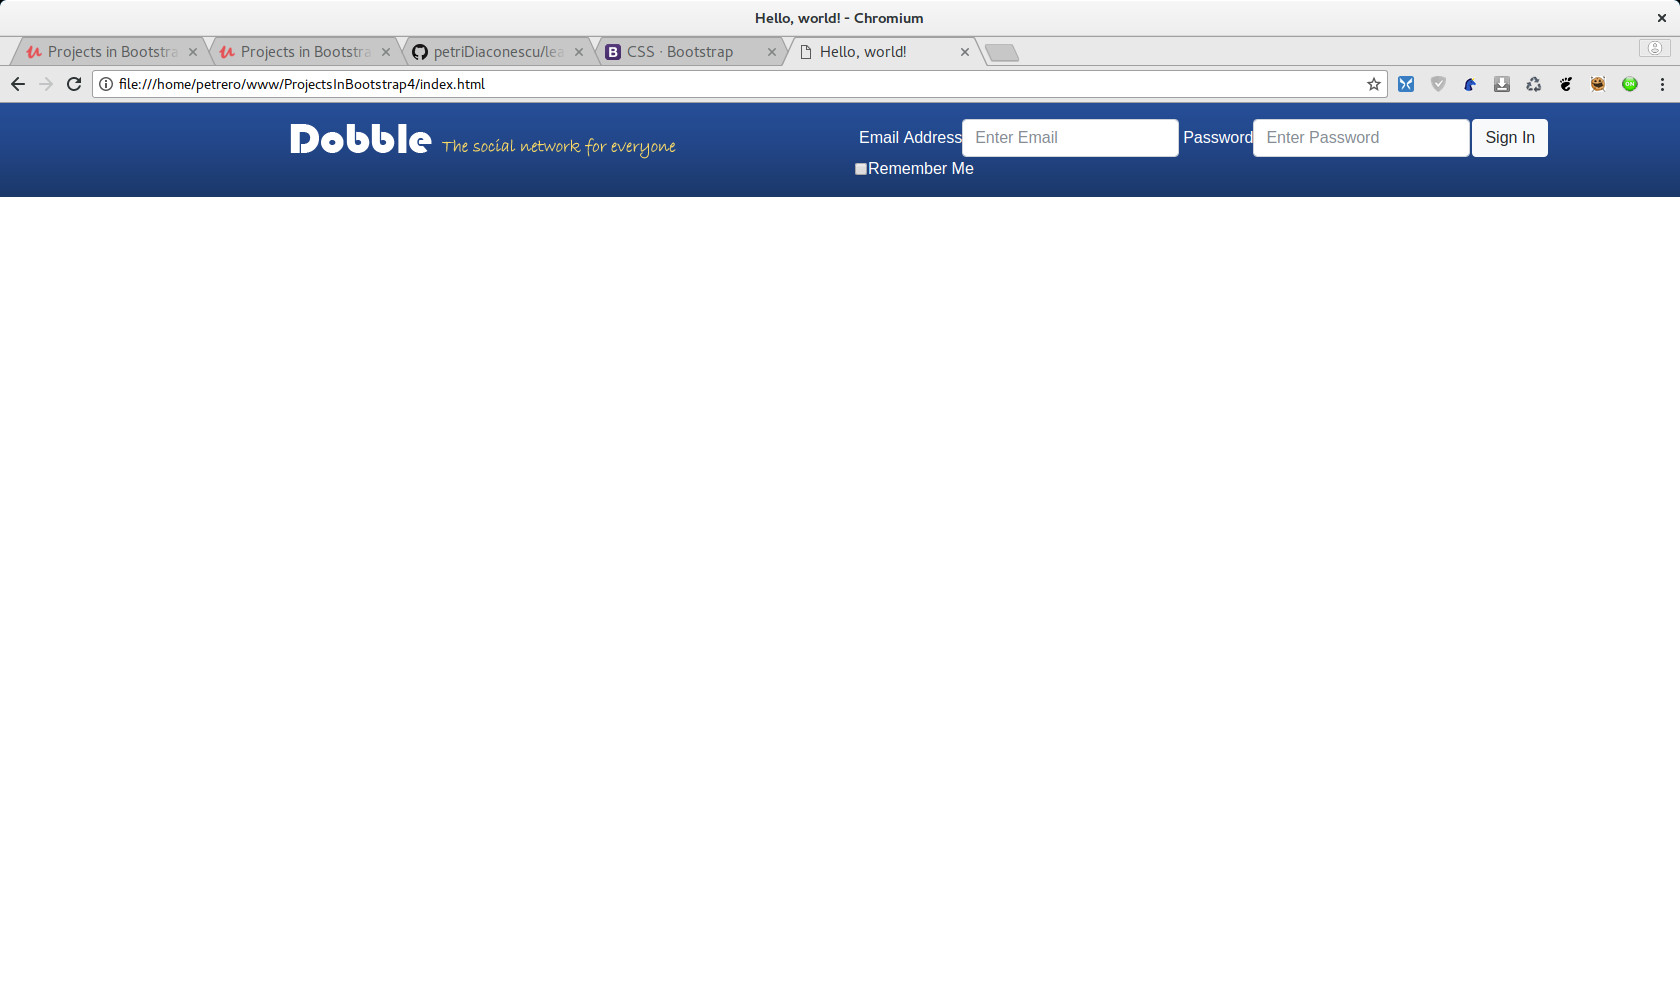 Hello, world! - Chromium
Projects in Bootstra
Projects in Bootstra
petriDiaconescu/lea
B CSS · Bootstrap
Hello, world!
file:///home/petrero/www/ProjectsInBootstrap4/index.html
ON
Dobble The social network for everyone
Email Address Enter Email Password Enter Password Sign In
Remember Me